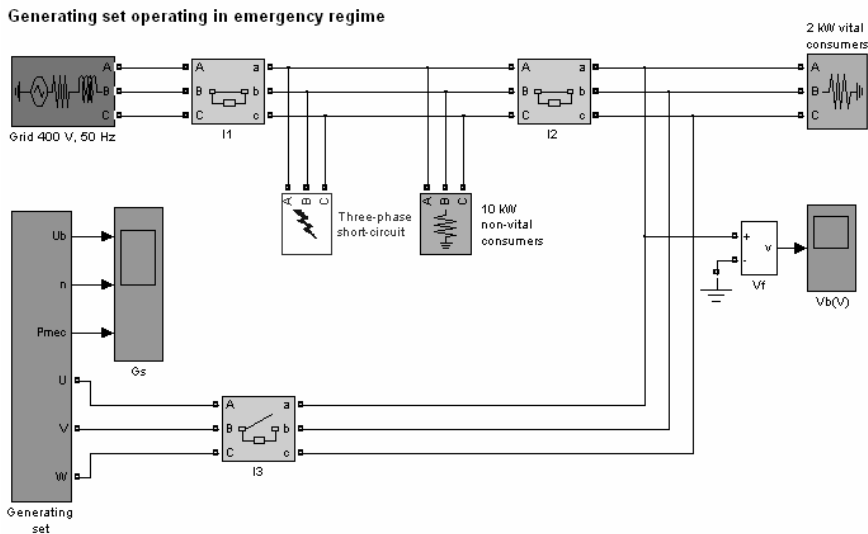 Generating set operating in emergency regime
2 kW vital
consumers
A
B
C
A
B
C
a
b
c
A
B
C
a
b
c
A
B
C
Grid 400 V, 50 Hz
I1
I2
A
B
C
A
B
C
Three-phase
short-circuit
10 kW
non-vital
consumers
Ub
n
Pmec
U
V
W
Gs
+
-
v
Vf
Vb(V)
A
B
C
a
b
c
I3
Generating
set